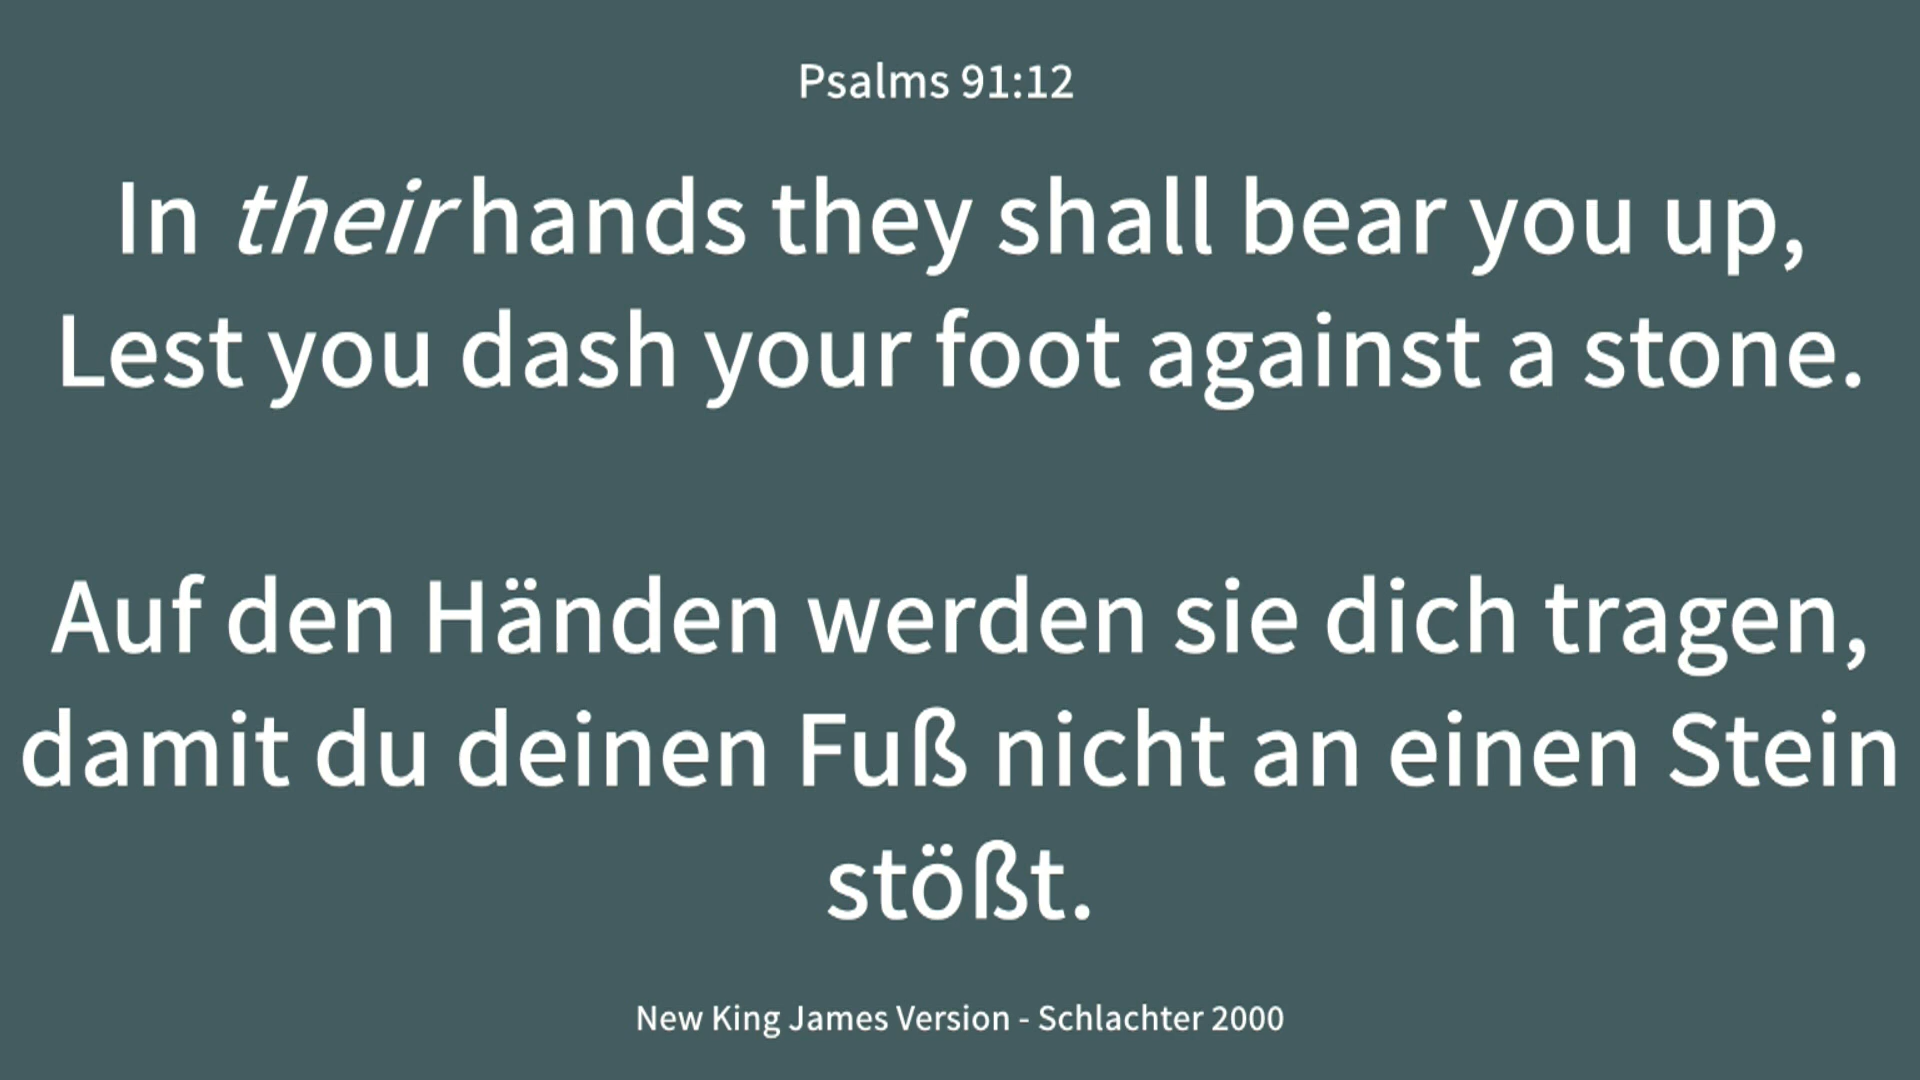 Psalms 91:12
In their hands they shall bear you up,
Lest you dash your foot against a stone.
Auf den Händen werden sie dich tragen,
damit du deinen Fuß nicht an einen Stein
stößt.
New King James Version - Schlachter 2000